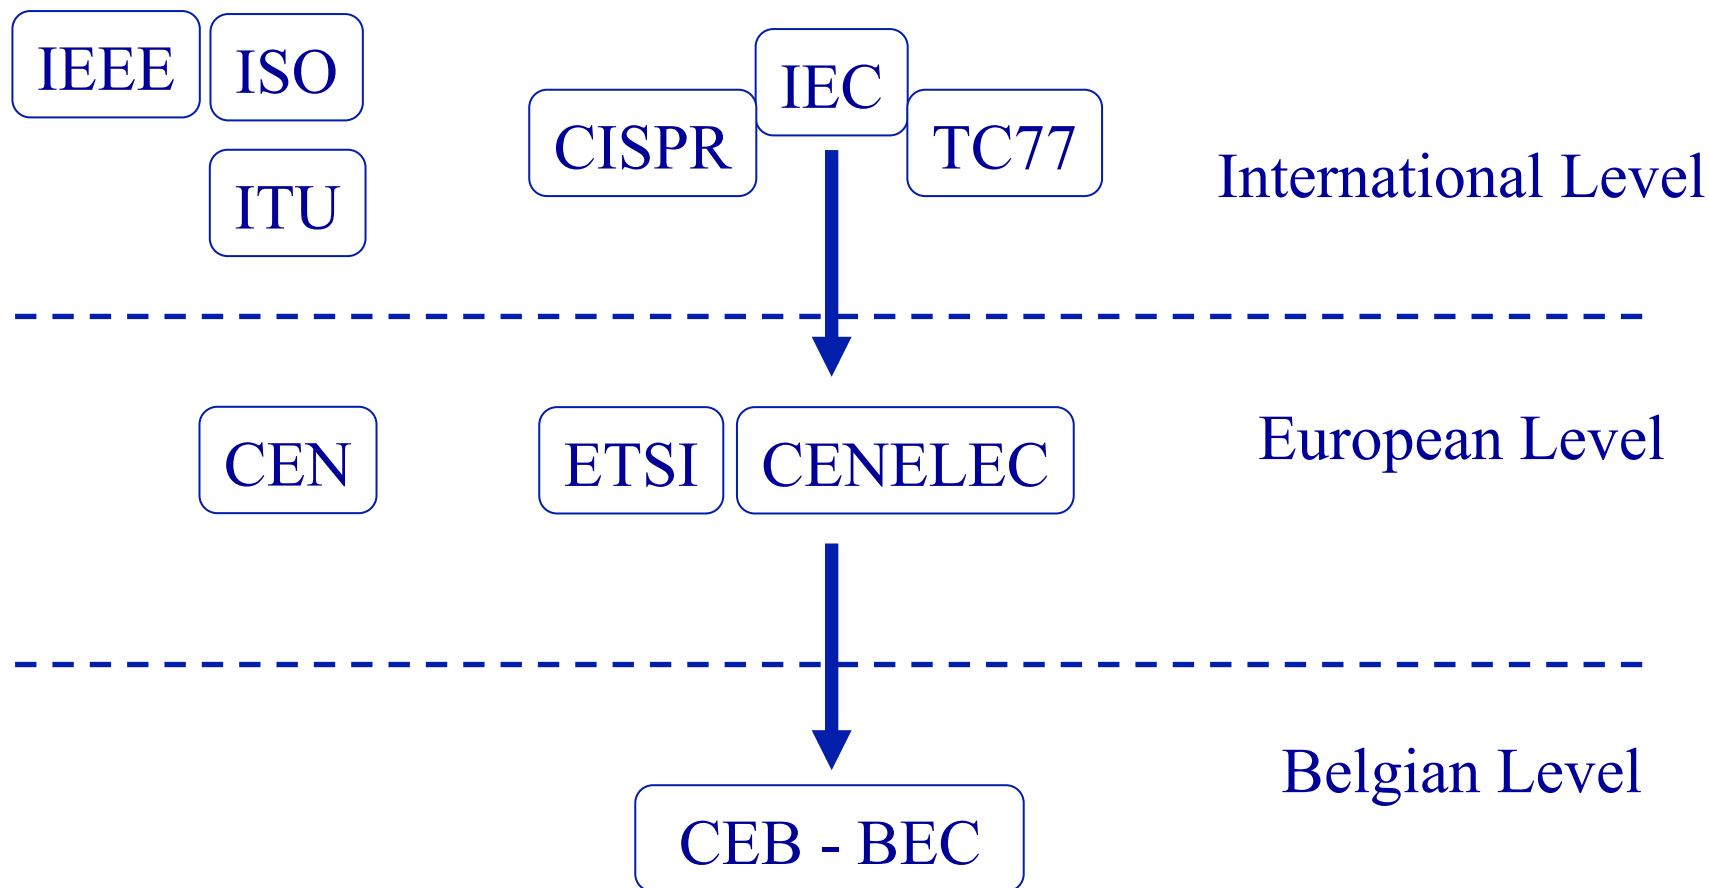 IEEE
ISO
IEC
CISPR
TC77
International Level
ITU
CEN
ETSI
CENELEC
European Level
Belgian Level
CEB - BEC